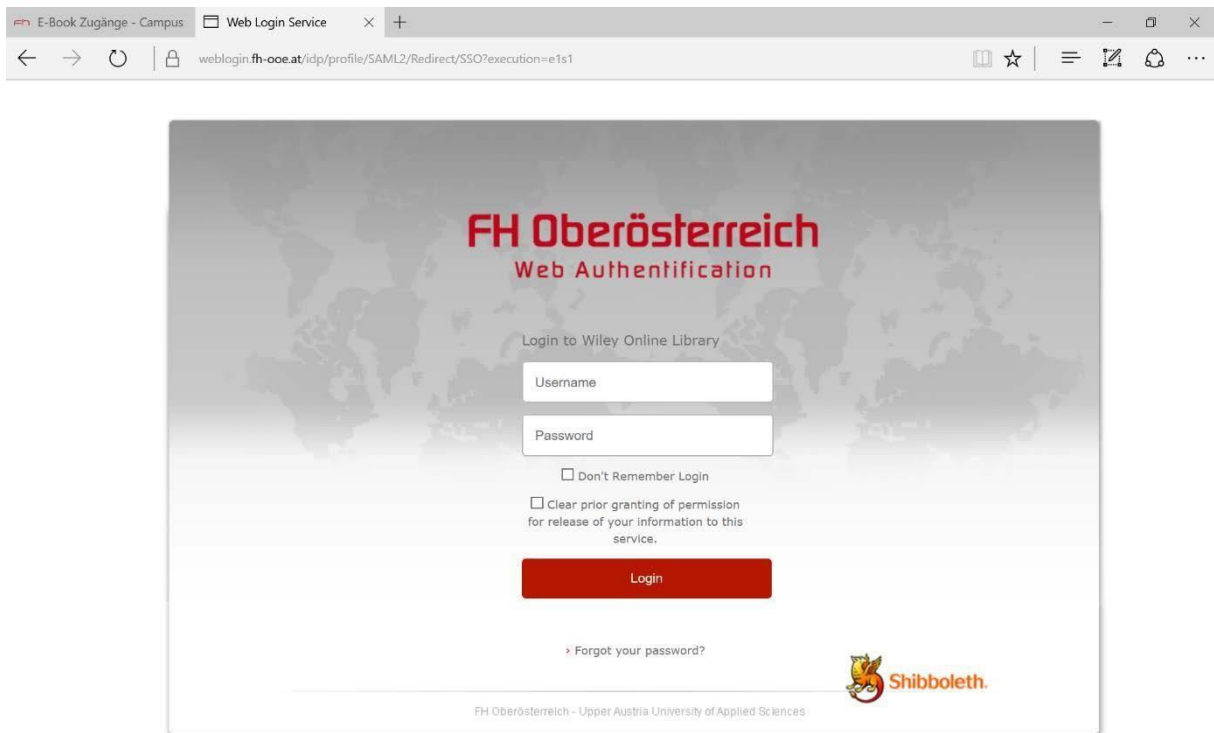 FH E-Book Zugänge - Campus
Web Login Service
weblogin.fh-ooe.at/idp/profile/SAML2/Redirect/SSO?execution=e1s1
FH Oberösterreich
Web Authentification
Login to Wiley Online Library
Username
Password
Don't Remember Login
Clear prior granting of permission
for release of your information to this
service.
Login
› Forgot your password?
Shibboleth.
FH Oberösterreich - Upper Austria University of Applied Sciences